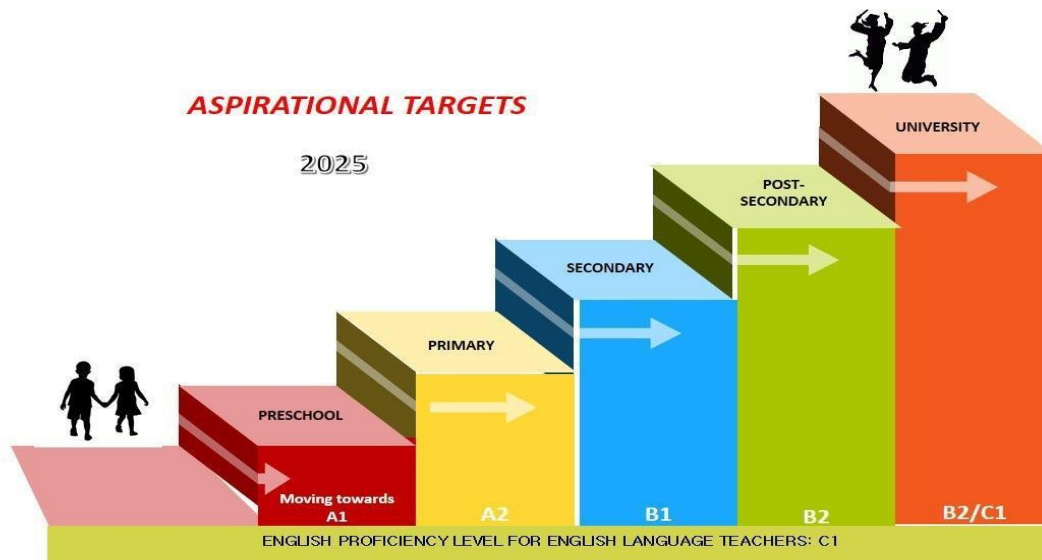 ASPIRATIONAL TARGETS
2025
UNIVERSITY
POST-
SECONDARY
SECONDARY
PRIMARY
PRESCHOOL
Moving towards
A1
A2
B1
B2
B2/C1
ENGLISH PROFICIENCY LEVEL FOR ENGLISH LANGUAGE TEACHERS: C1